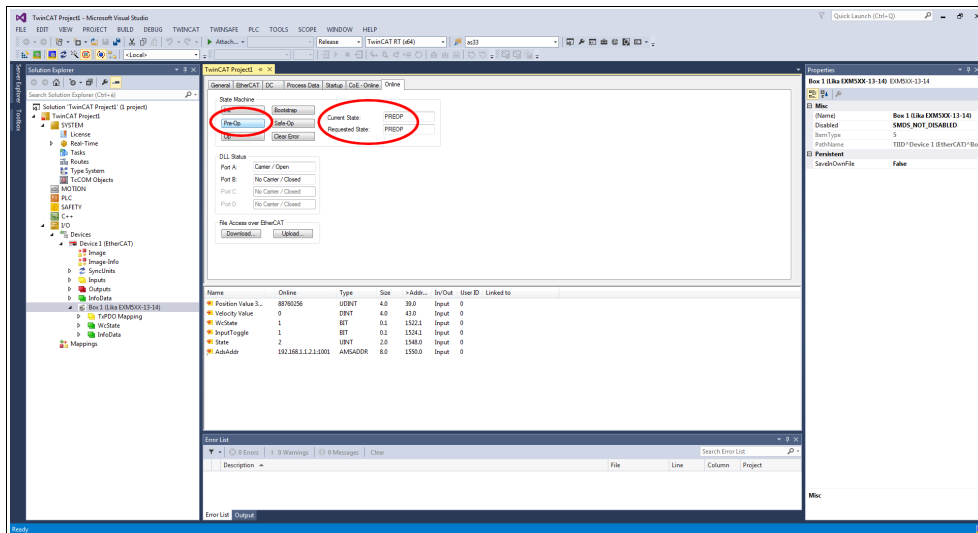 TwinCAT Project1 - Microsoft Visual Studio
Quick Launch (Ctrl+Q)
FILE EDIT VIEW PROJECT BUILD DEBUG TWINCAT TWINSAFE PLC TOOLS SCOPE WINDOW HELP
Attach...
Release
TwinCAT RT (x64)
as33
<Local>
Server Explorer
Toolbox
Solution Explorer
Search Solution Explorer (Ctrl+è)
Solution 'TwinCAT Project1' (1 project)
TwinCAT Project1
SYSTEM
License
Real-Time
Tasks
Routes
Type System
TcCOM Objects
MOTION
PLC
SAFETY
C++
I/O
Devices
Device 1 (EtherCAT)
Image
Image-Info
SyncUnits
Inputs
Outputs
InfoData
Box 1 (Lika EXM5XX-13-14)
TxPDO Mapping
WcState
InfoData
Mappings
TwinCAT Project1
General EtherCAT DC Process Data Startup CoE - Online Online
State Machine
Init Bootstrap
Pre-Op Safe-Op
Op Clear Error
Current State: PREOP
Requested State: PREOP
DLL Status
Port A: Carrier / Open
Port B: No Carrier / Closed
Port C: No Carrier / Closed
Port D: No Carrier / Closed
File Access over EtherCAT
Download... Upload...
Name Online Type Size >Addr... In/Out User ID Linked to
Position Value 3... 88760256 UDINT 4.0 39.0 Input 0
Velocity Value 0 DINT 4.0 43.0 Input 0
WcState 1 BIT 0.1 1522.1 Input 0
InputToggle 1 BIT 0.1 1524.1 Input 0
State 2 UINT 2.0 1548.0 Input 0
AdsAddr 192.168.1.1.2.1:1001 AMSADDR 8.0 1550.0 Input 0
Error List
0 Errors 0 Warnings 0 Messages Clear
Search Error List
Description File Line Column Project
Error List Output
Properties
Box 1 (Lika EXM5XX-13-14) EXM5XX-13-14
Misc
(Name) Box 1 (Lika EXM5XX-13-14)
Disabled SMDS_NOT_DISABLED
ItemType 5
PathName TIID^Device 1 (EtherCAT)^Bo
Persistent
SaveInOwnFile False
Misc
Ready